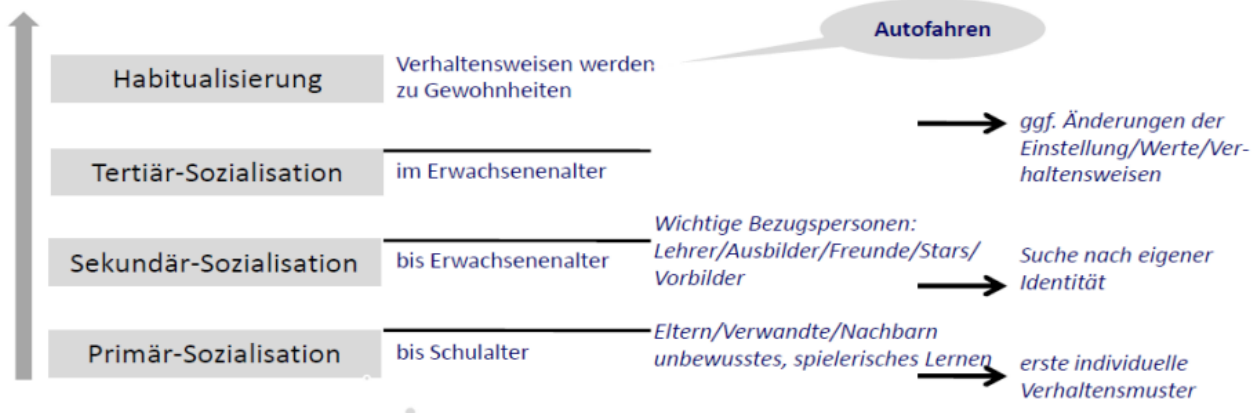 Autofahren
Habitualisierung
Verhaltensweisen werden
zu Gewohnheiten
ggf. Änderungen der
Einstellung/Werte/Ver-
haltensweisen
Tertiär-Sozialisation
im Erwachsenenalter
Wichtige Bezugspersonen:
Lehrer/Ausbilder/Freunde/Stars/
Vorbilder
Sekundär-Sozialisation
bis Erwachsenenalter
Suche nach eigener
Identität
Eltern/Verwandte/Nachbarn
unbewusstes, spielerisches Lernen
Primär-Sozialisation
bis Schulalter
erste individuelle
Verhaltensmuster